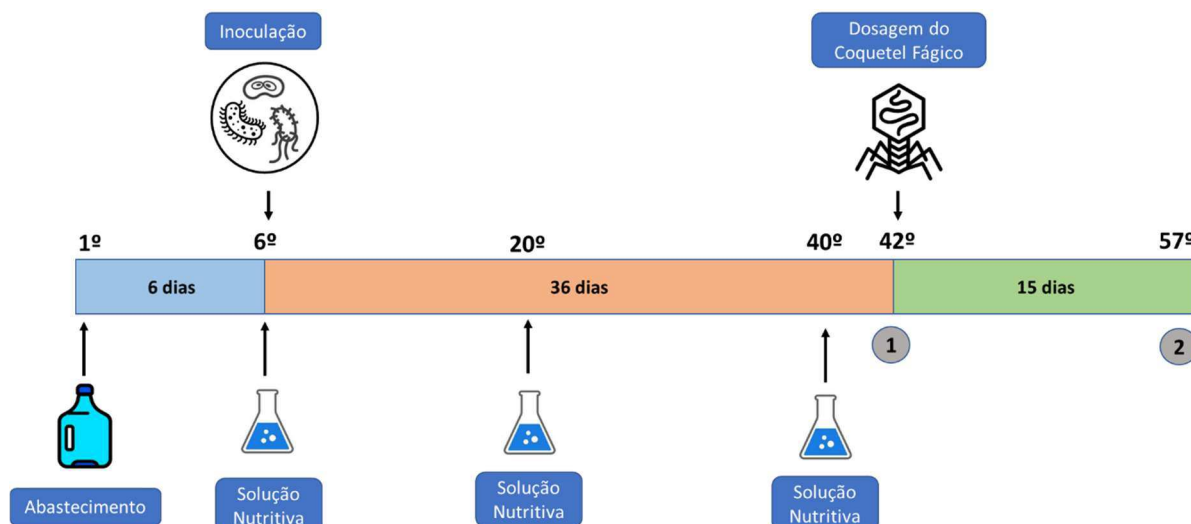 Inoculação
Dosagem do
Coquetel Fágico
1º
6º
20º
40º
42º
57º
6 dias
36 dias
15 dias
1
2
Abastecimento
Solução
Nutritiva
Solução
Nutritiva
Solução
Nutritiva